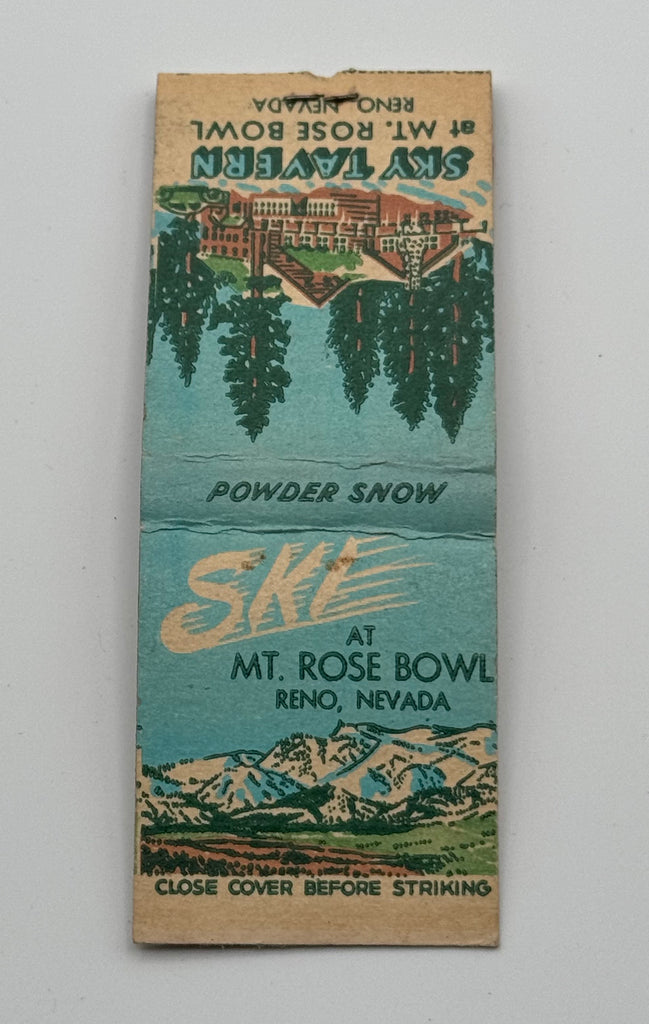 SKY TAVERN
at MT. ROSE BOWL
RENO, NEVADA
POWDER SNOW
SKI
AT
MT. ROSE BOWL
RENO, NEVADA
CLOSE COVER BEFORE STRIKING